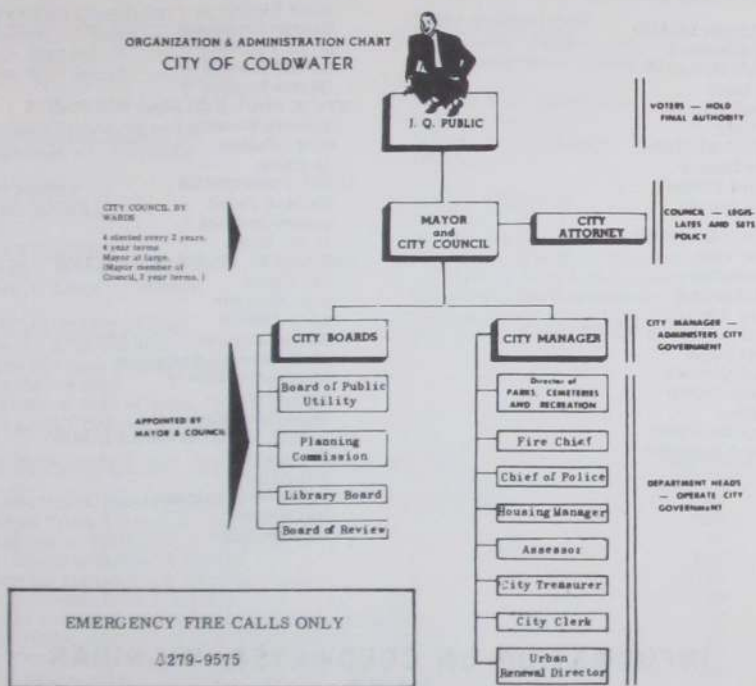 ORGANIZATION & ADMINISTRATION CHART
CITY OF COLDWATER
J. Q. PUBLIC
VOTERS — HOLD
FINAL AUTHORITY
CITY COUNCIL BY
WARDS
4 elected every 2 years,
4 year terms
Mayor at large,
(Mayor member of
Council, 2 year terms.)
MAYOR
and
CITY COUNCIL
CITY
ATTORNEY
COUNCIL — LEGIS-
LATES AND SETS
POLICY
CITY BOARDS
CITY MANAGER
CITY MANAGER —
ADMINISTERS CITY
GOVERNMENT
APPOINTED BY
MAYOR & COUNCIL
Board of Public
Utility
Planning
Commission
Library Board
Board of Review
Director of
PARKS, CEMETERIES
AND RECREATION
Fire Chief
Chief of Police
Housing Manager
Assessor
City Treasurer
City Clerk
Urban
Renewal Director
DEPARTMENT HEADS
— OPERATE CITY
GOVERNMENT
EMERGENCY FIRE CALLS ONLY
279-9575